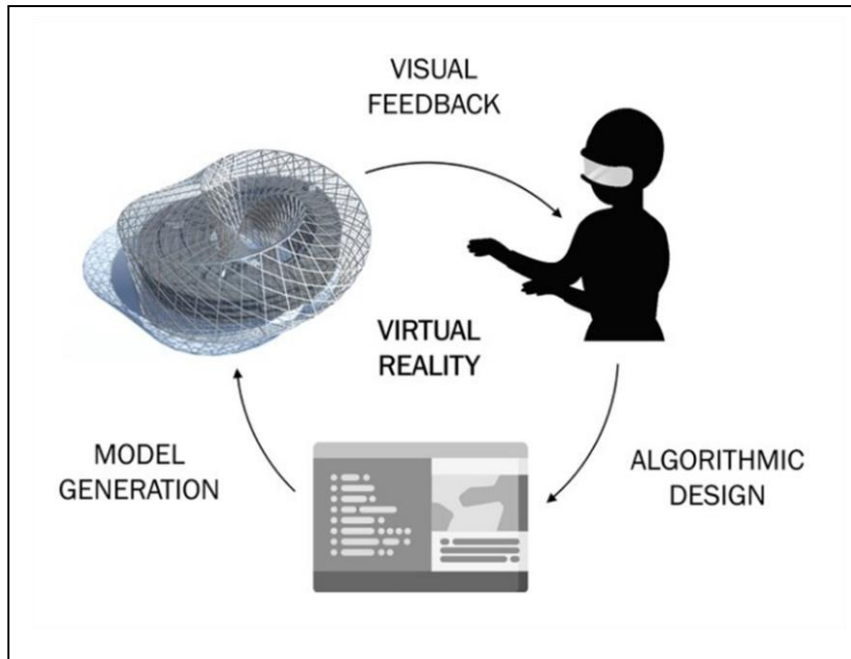 VISUAL
FEEDBACK
VIRTUAL
REALITY
MODEL
GENERATION
ALGORITHMIC
DESIGN